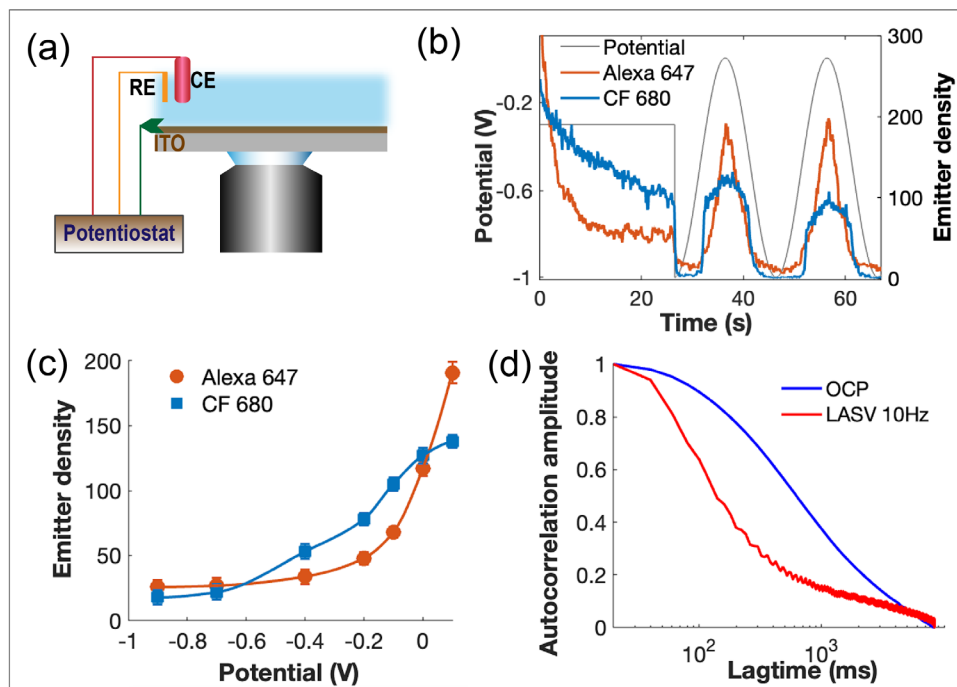 (a)
RE
CE
ITO
Potentiostat
(b)
Potential
Alexa 647
CF 680
Potential (V)
-0.2
-0.6
-1
0
20
40
60
Time (s)
300
200
100
0
Emitter density
(c)
Alexa 647
CF 680
Emitter density
200
150
100
50
0
-1
-0.8
-0.6
-0.4
-0.2
0
Potential (V)
(d)
OCP
LASV 10Hz
Autocorrelation amplitude
1
0.8
0.6
0.4
0.2
0
10²
10³
Lagtime (ms)